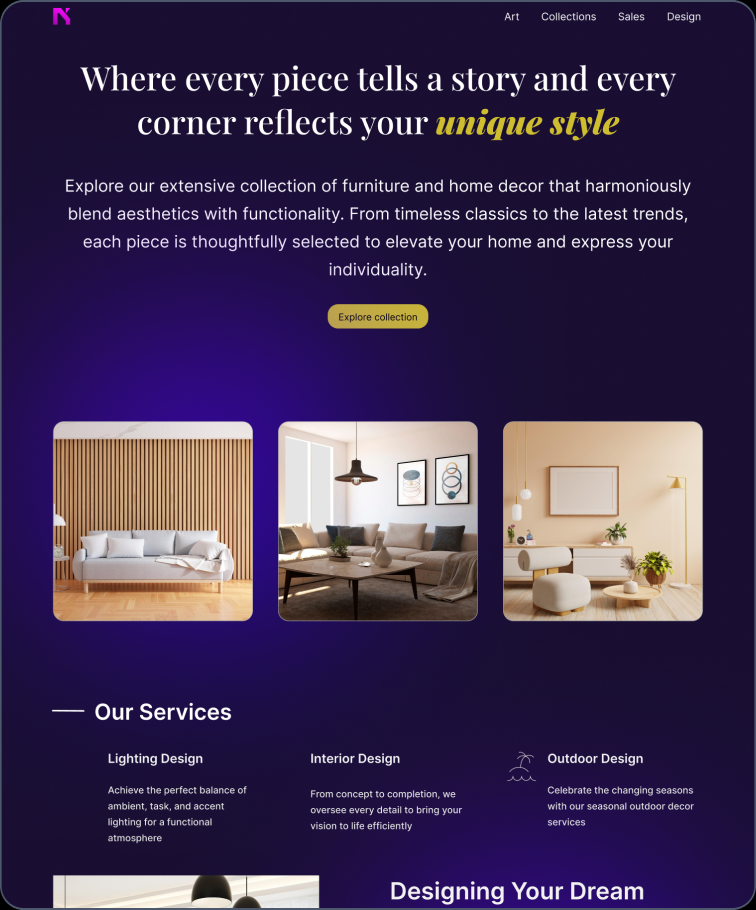 Art Collections Sales Design
Where every piece tells a story and every
corner reflects your unique style
Explore our extensive collection of furniture and home decor that harmoniously
blend aesthetics with functionality. From timeless classics to the latest trends,
each piece is thoughtfully selected to elevate your home and express your
individuality.
Explore collection
Our Services
Lighting Design
Achieve the perfect balance of
ambient, task, and accent
lighting for a functional
atmosphere
Interior Design
From concept to completion, we
oversee every detail to bring your
vision to life efficiently
Outdoor Design
Celebrate the changing seasons
with our seasonal outdoor decor
services
Designing Your Dream